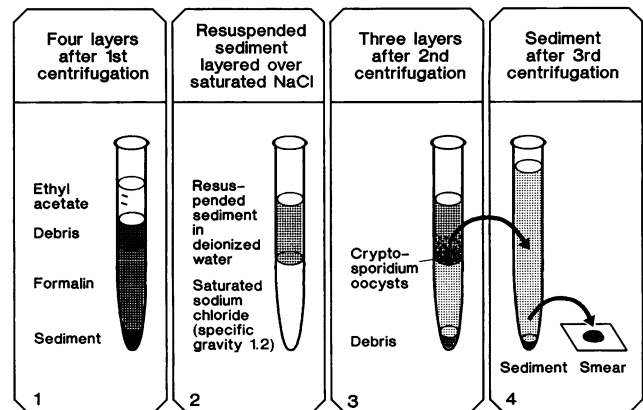 Four layers
after 1st
centrifugation
Ethyl
acetate
Debris
Formalin
Sediment
1
Resuspended
sediment
layered over
saturated NaCl
Resus-
pended
sediment
in
deionized
water
Saturated
sodium
chloride
(specific
gravity 1.2)
2
Three layers
after 2nd
centrifugation
Crypto-
sporidium
oocysts
Debris
3
Sediment
after 3rd
centrifugation
Sediment Smear
4